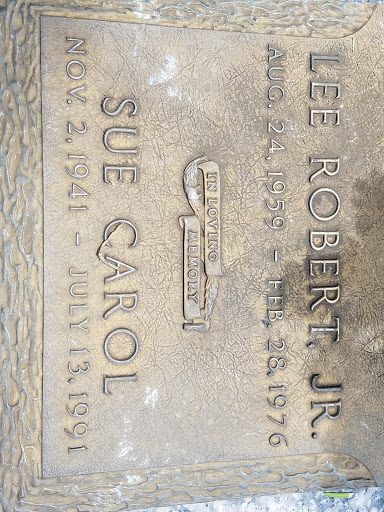 LEE ROBERT, JR.
AUG. 24, 1959 – FEB. 28, 1976
IN LOVING
MEMORY
SUE CAROL
NOV. 2, 1941 – JULY 13, 1991